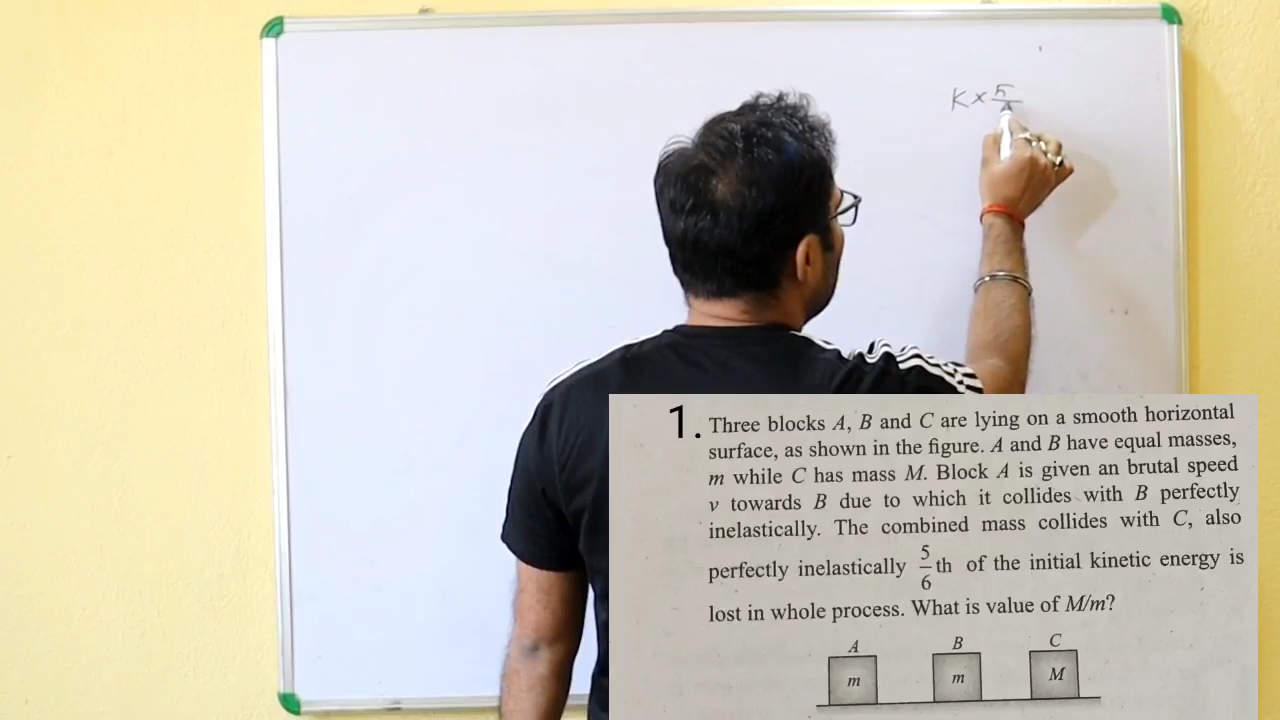 K × 5
1. Three blocks A, B and C are lying on a smooth horizontal
surface, as shown in the figure. A and B have equal masses,
m while C has mass M. Block A is given an brutal speed
v towards B due to which it collides with B perfectly
inelastically. The combined mass collides with C, also
perfectly inelastically 5/6 th of the initial kinetic energy is
lost in whole process. What is value of M/m?
A B C
m m M